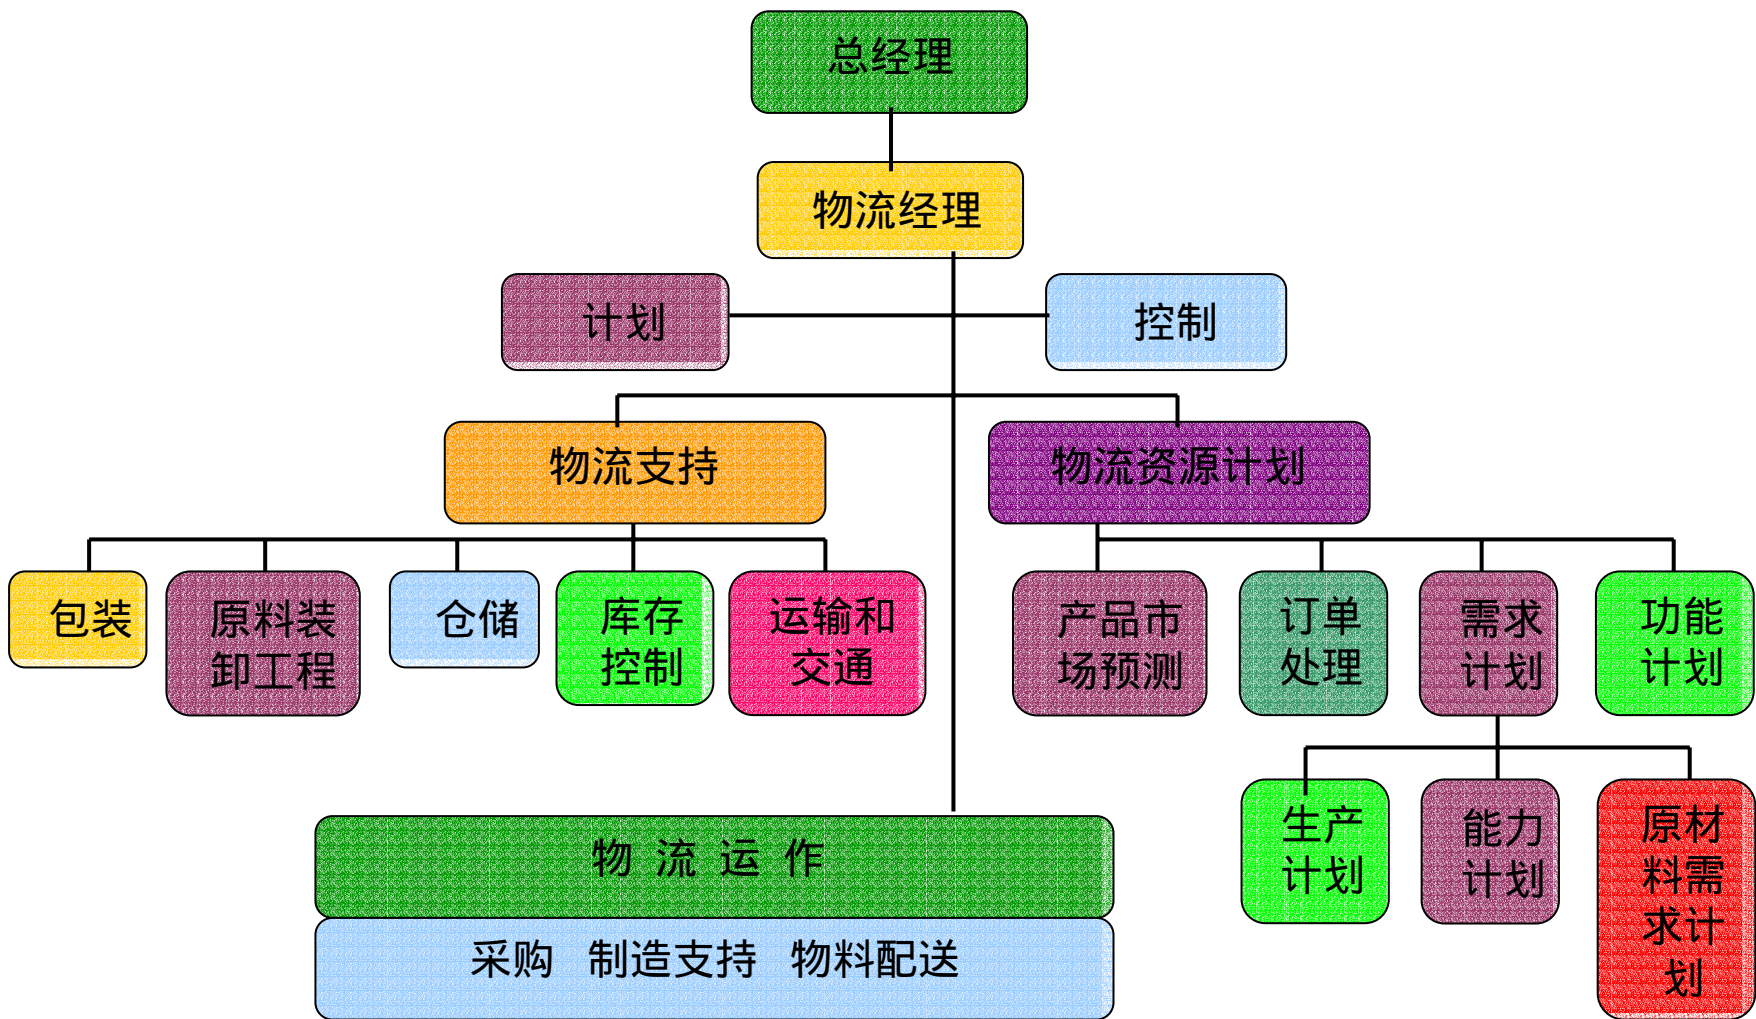 总经理
物流经理
计划
控制
物流支持
物流资源计划
包装
原料装
卸工程
仓储
库存
控制
运输和
交通
产品市
场预测
订单
处理
需求
计划
功能
计划
生产
计划
能力
计划
原材
料需
求计
划
物 流 运 作
采购 制造支持 物料配送